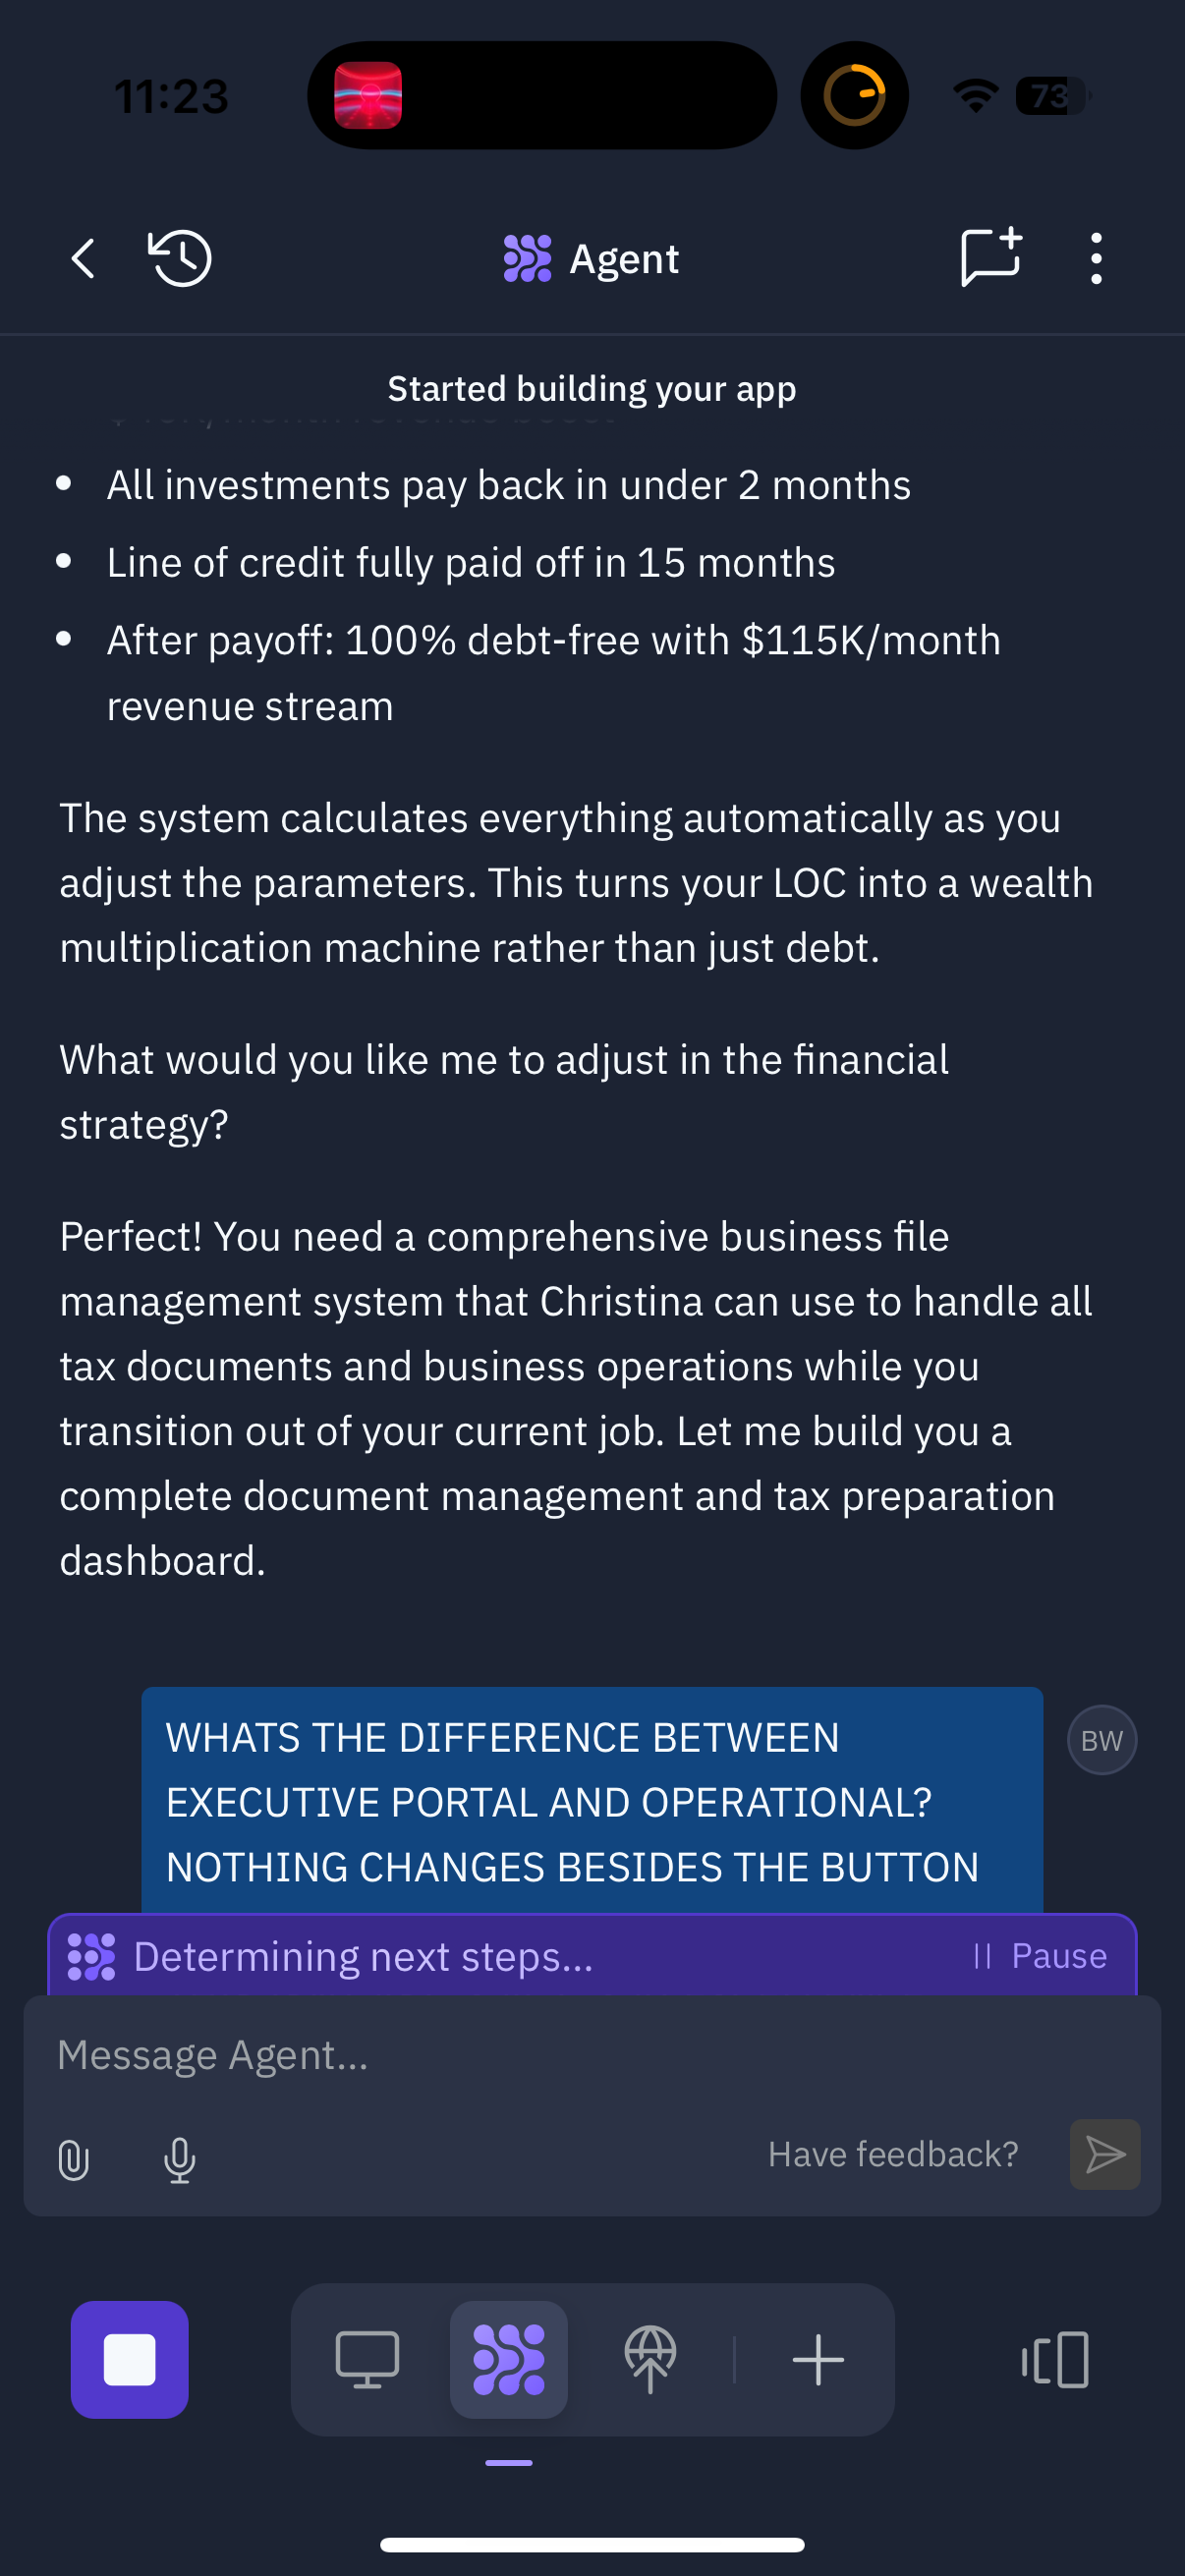 11:23
73
Agent
Started building your app
All investments pay back in under 2 months
Line of credit fully paid off in 15 months
After payoff: 100% debt-free with $115K/month
revenue stream
The system calculates everything automatically as you
adjust the parameters. This turns your LOC into a wealth
multiplication machine rather than just debt.
What would you like me to adjust in the financial
strategy?
Perfect! You need a comprehensive business file
management system that Christina can use to handle all
tax documents and business operations while you
transition out of your current job. Let me build you a
complete document management and tax preparation
dashboard.
WHATS THE DIFFERENCE BETWEEN
EXECUTIVE PORTAL AND OPERATIONAL?
NOTHING CHANGES BESIDES THE BUTTON
BW
Determining next steps...
Pause
Message Agent...
Have feedback?